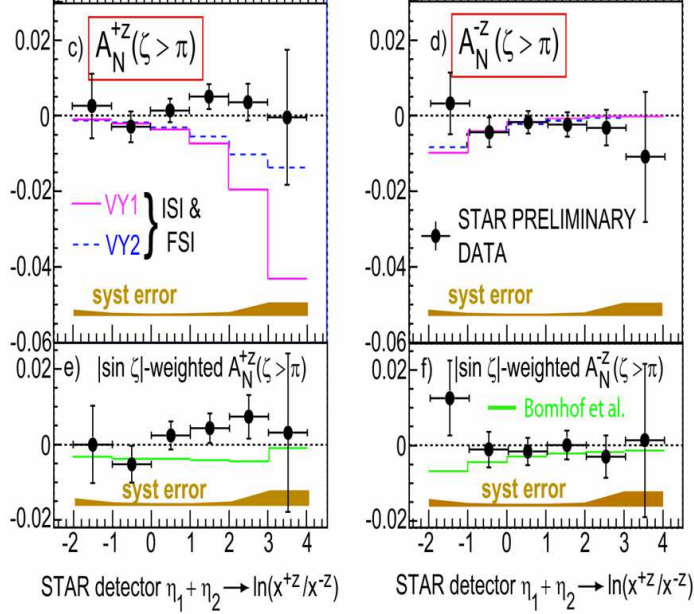 0.02
0
-0.02
-0.04
-0.06
c) A_N^{+z}(ζ > π)
VY1
VY2
} ISI &
FSI
syst error
d) A_N^{-z}(ζ > π)
STAR PRELIMINARY
DATA
syst error
0.02
0
-0.02
e) |sin ζ|-weighted A_N^{+z}(ζ > π)
syst error
-2 -1 0 1 2 3 4
STAR detector η₁ + η₂ → ln(x^{+z}/x^{-z})
0.02
0
-0.02
-0.04
-0.06
0.02
0
-0.02
f) |sin ζ|-weighted A_N^{-z}(ζ > π)
Bomhof et al.
syst error
-2 -1 0 1 2 3 4
STAR detector η₁ + η₂ → ln(x^{+z}/x^{-z})